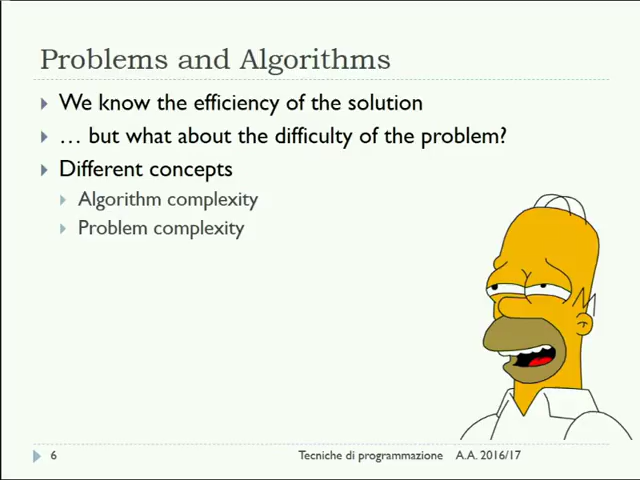 Problems and Algorithms
We know the efficiency of the solution
… but what about the difficulty of the problem?
Different concepts
Algorithm complexity
Problem complexity
6 Tecniche di programmazione A.A. 2016/17